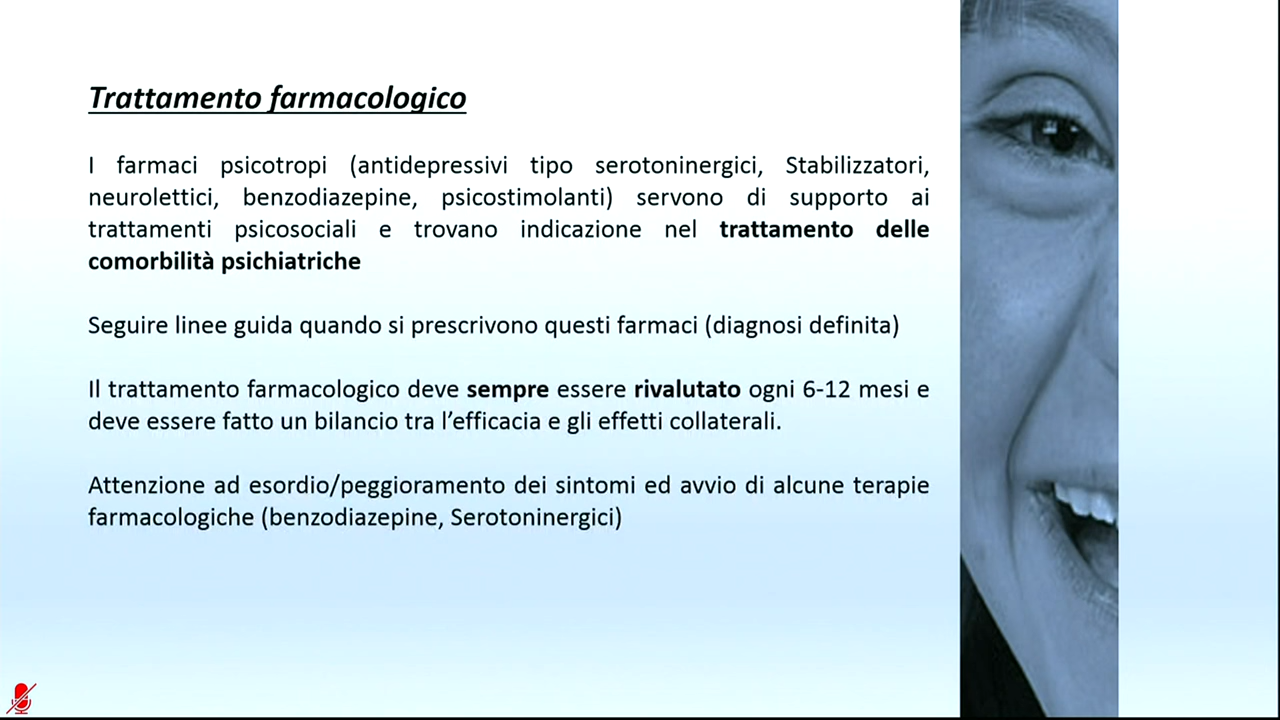 Trattamento farmacologico
I farmaci psicotropi (antidepressivi tipo serotoninergici, Stabilizzatori,
neurolettici, benzodiazepine, psicostimolanti) servono di supporto ai
trattamenti psicosociali e trovano indicazione nel trattamento delle
comorbilità psichiatriche
Seguire linee guida quando si prescrivono questi farmaci (diagnosi definita)
Il trattamento farmacologico deve sempre essere rivalutato ogni 6-12 mesi e
deve essere fatto un bilancio tra l’efficacia e gli effetti collaterali.
Attenzione ad esordio/peggioramento dei sintomi ed avvio di alcune terapie
farmacologiche (benzodiazepine, Serotoninergici)